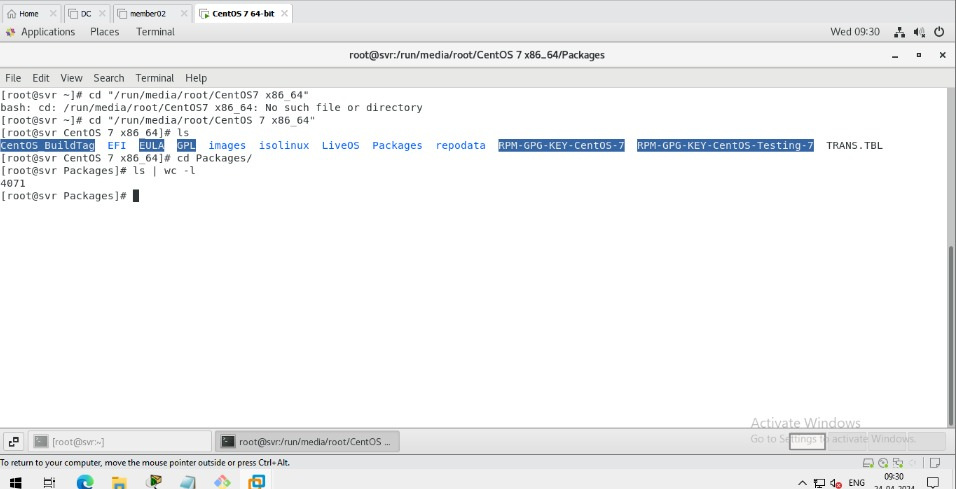 Home DC member02 CentOS 7 64-bit
Applications Places Terminal Wed 09:30
root@svr:/run/media/root/CentOS 7 x86_64/Packages
File Edit View Search Terminal Help
[root@svr ~]# cd "/run/media/root/CentOS7 x86_64"
bash: cd: /run/media/root/CentOS7 x86_64: No such file or directory
[root@svr ~]# cd "/run/media/root/CentOS 7 x86_64"
[root@svr CentOS 7 x86_64]# ls
CentOS_BuildTag EFI EULA GPL images isolinux LiveOS Packages repodata RPM-GPG-KEY-CentOS-7 RPM-GPG-KEY-CentOS-Testing-7 TRANS.TBL
[root@svr CentOS 7 x86_64]# cd Packages/
[root@svr Packages]# ls | wc -l
4071
[root@svr Packages]#
Activate Windows
Go to Settings to activate Windows.
[root@svr:~] root@svr:/run/media/root/CentOS ...
To return to your computer, move the mouse pointer outside or press Ctrl+Alt.
ENG 09:30
24-04-2024